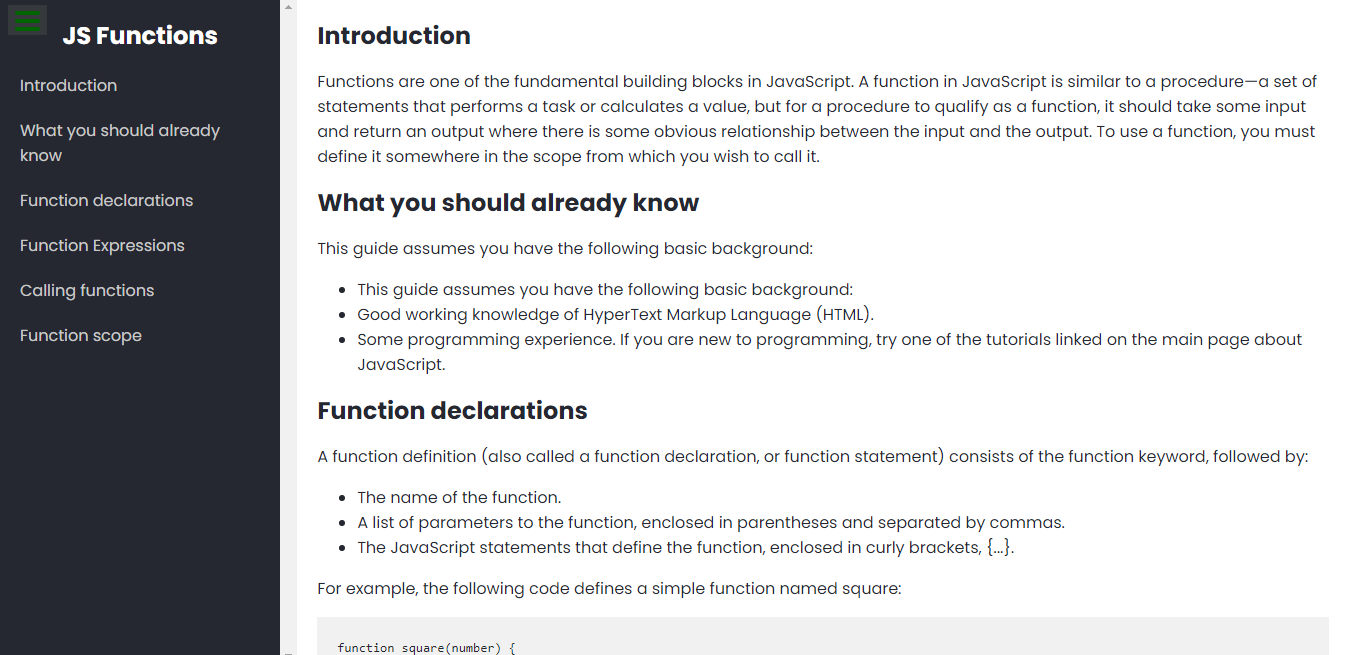 JS Functions
Introduction
What you should already
know
Function declarations
Function Expressions
Calling functions
Function scope
Introduction
Functions are one of the fundamental building blocks in JavaScript. A function in JavaScript is similar to a procedure—a set of
statements that performs a task or calculates a value, but for a procedure to qualify as a function, it should take some input
and return an output where there is some obvious relationship between the input and the output. To use a function, you must
define it somewhere in the scope from which you wish to call it.
What you should already know
This guide assumes you have the following basic background:
• This guide assumes you have the following basic background:
• Good working knowledge of HyperText Markup Language (HTML).
• Some programming experience. If you are new to programming, try one of the tutorials linked on the main page about
JavaScript.
Function declarations
A function definition (also called a function declaration, or function statement) consists of the function keyword, followed by:
• The name of the function.
• A list of parameters to the function, enclosed in parentheses and separated by commas.
• The JavaScript statements that define the function, enclosed in curly brackets, {...}.
For example, the following code defines a simple function named square:
function square(number) {